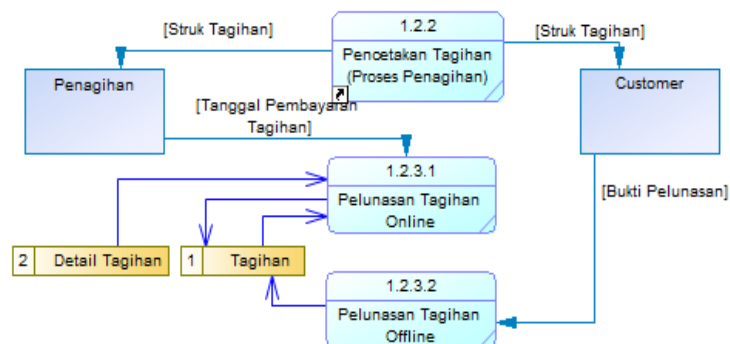 [Struk Tagihan]
1.2.2
[Struk Tagihan]
Pencetakan Tagihan
(Proses Penagihan)
Penagihan
Customer
[Tanggal Pembayaran
Tagihan]
1.2.3.1
Pelunasan Tagihan
Online
[Bukti Pelunasan]
2 Detail Tagihan
1 Tagihan
1.2.3.2
Pelunasan Tagihan
Offline